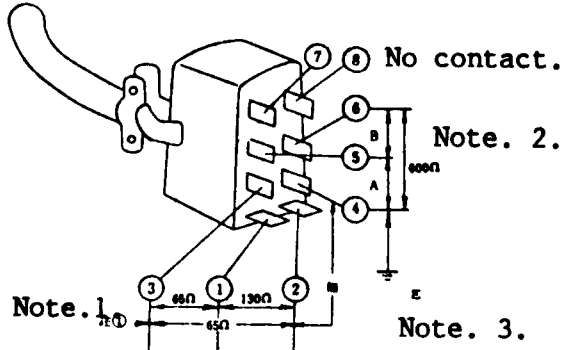 ⑦ ⑧ No contact.
⑥
B
Note. 2.
⑤
600Ω
A
④
③ ① ②
65Ω 130Ω
E
Note.1.
65Ω
Note. 3.